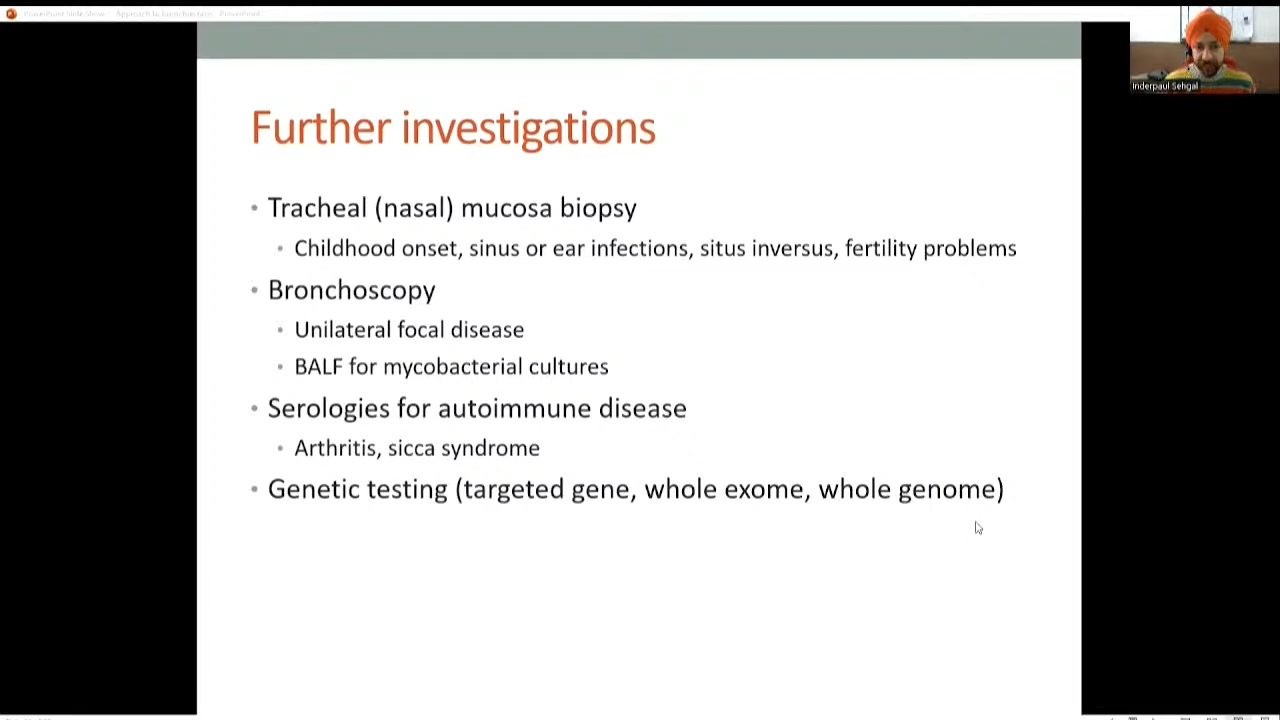 Inderpaul Sehgal
Further investigations
• Tracheal (nasal) mucosa biopsy
• Childhood onset, sinus or ear infections, situs inversus, fertility problems
• Bronchoscopy
• Unilateral focal disease
• BALF for mycobacterial cultures
• Serologies for autoimmune disease
• Arthritis, sicca syndrome
• Genetic testing (targeted gene, whole exome, whole genome)